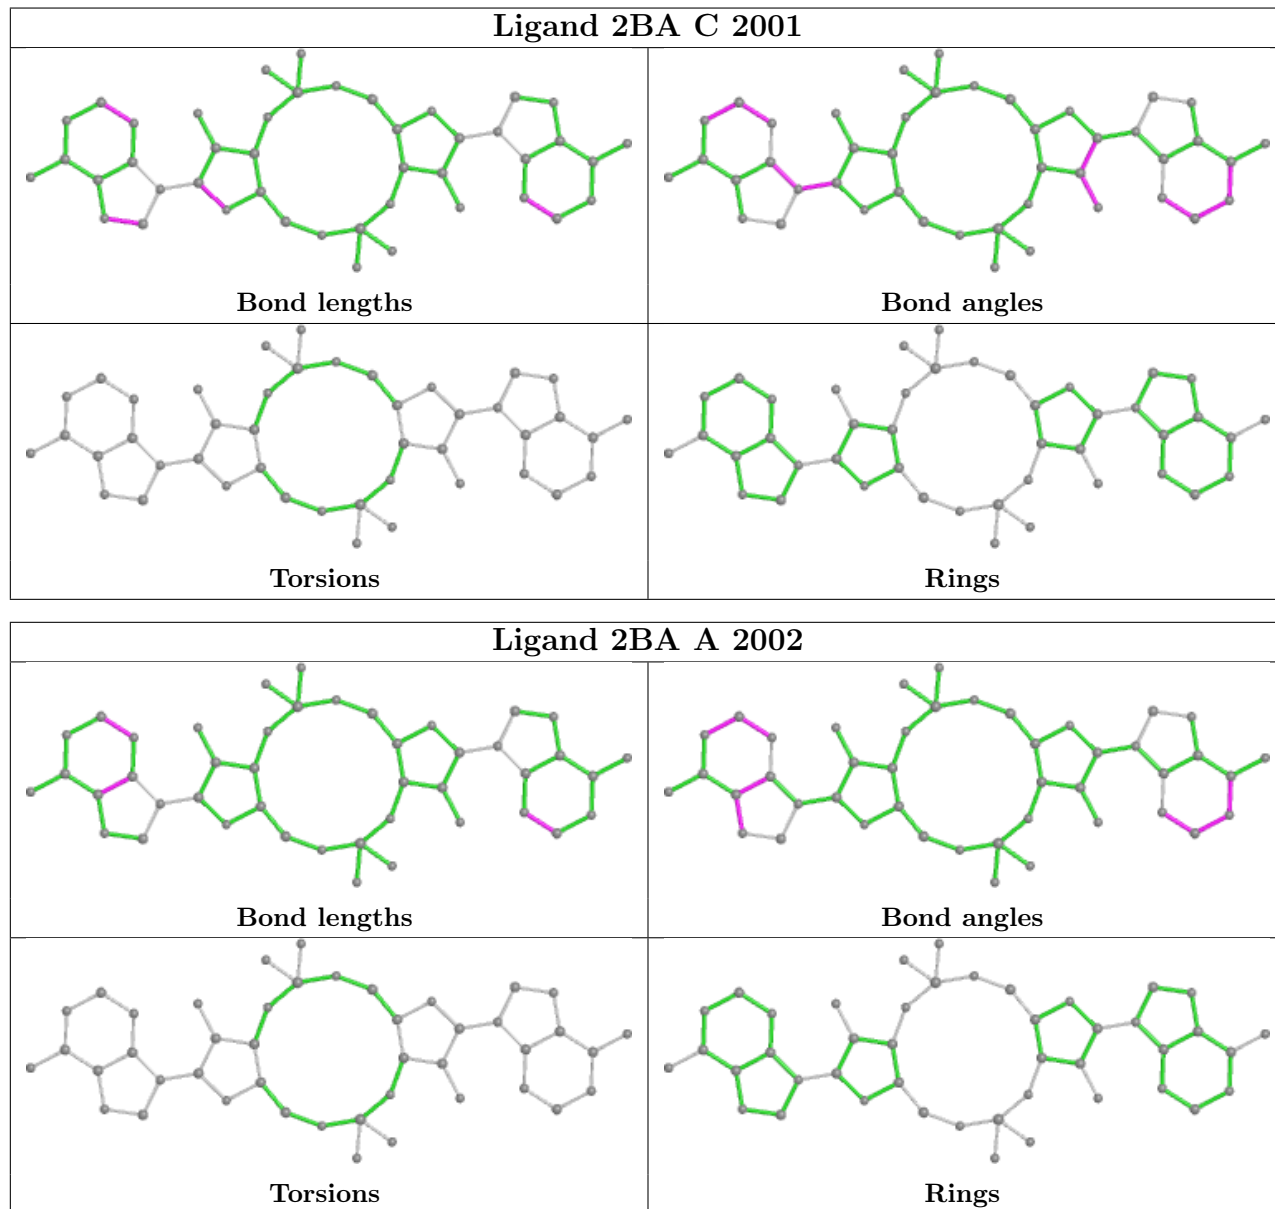 Ligand 2BA C 2001
Bond lengths
Bond angles
Torsions
Rings
Ligand 2BA A 2002
Bond lengths
Bond angles
Torsions
Rings